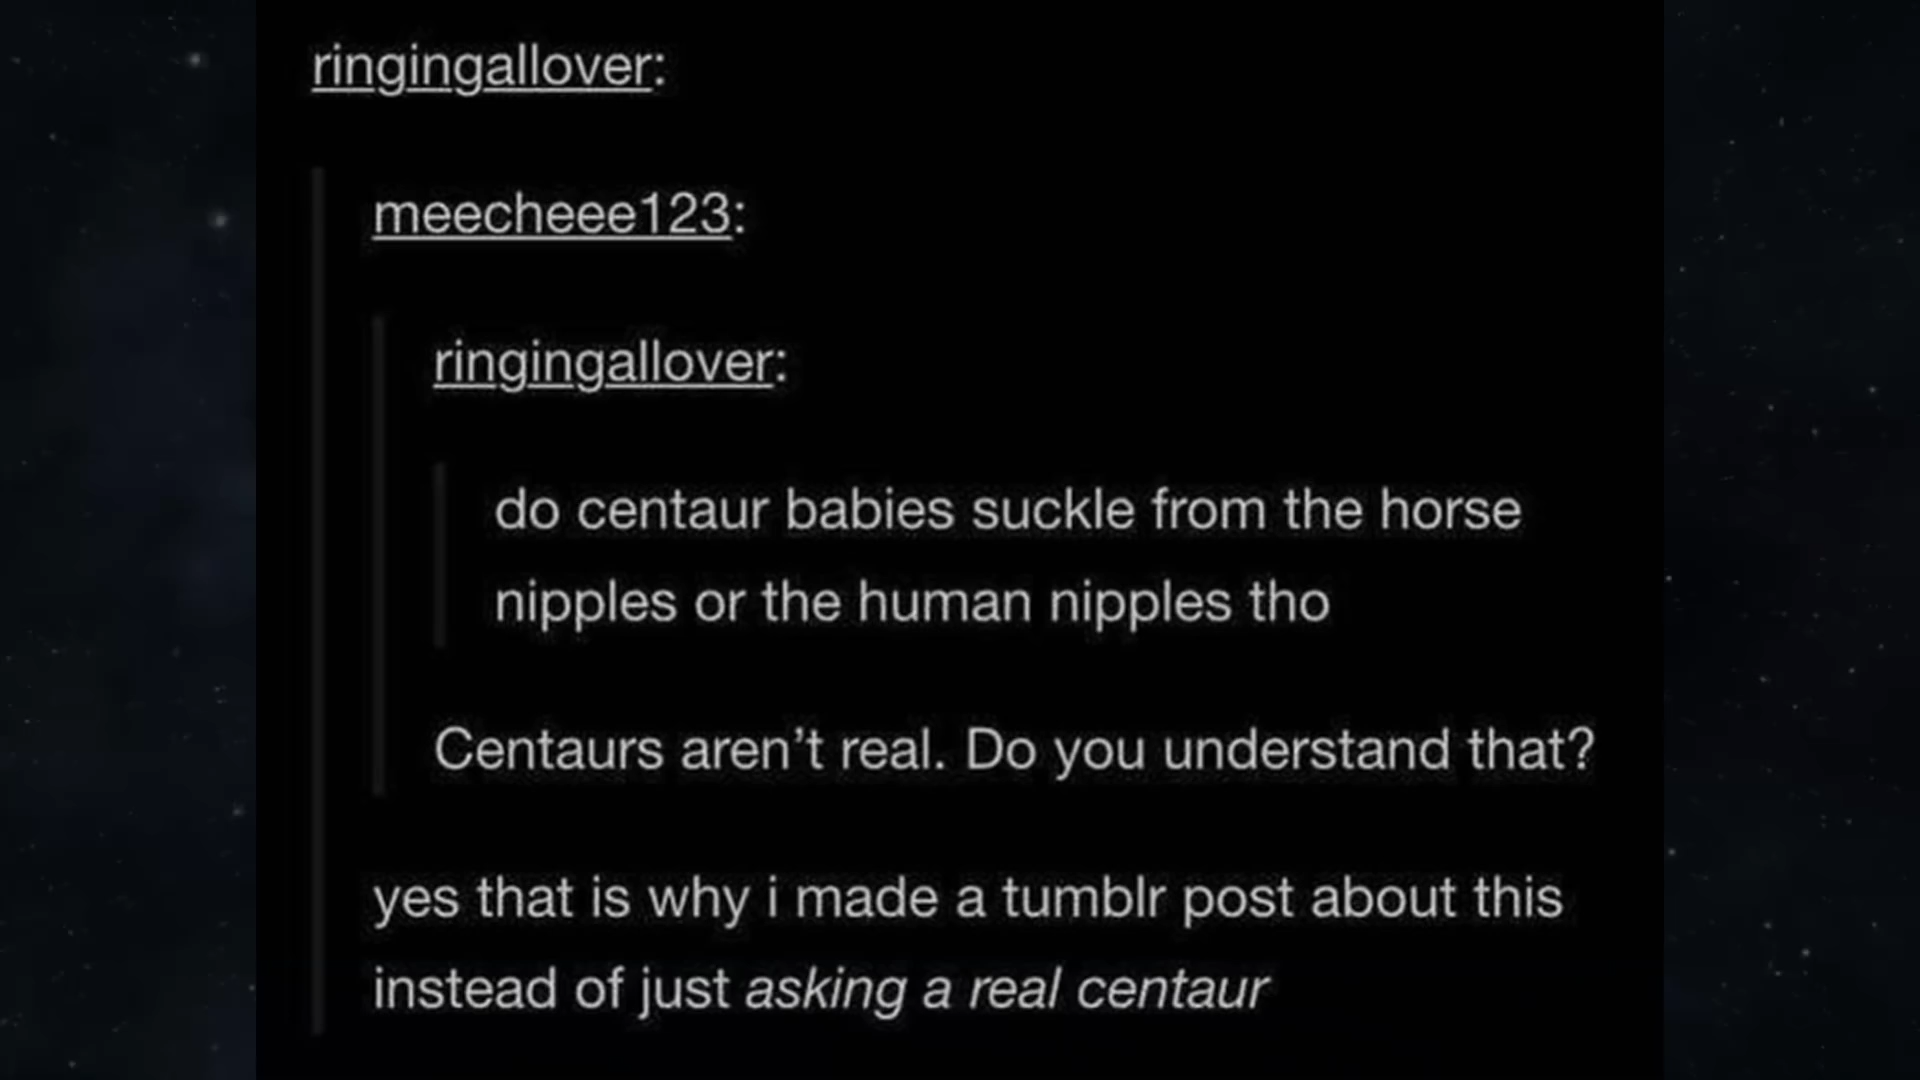 ringingallover:
meecheee123:
ringingallover:
do centaur babies suckle from the horse
nipples or the human nipples tho
Centaurs aren’t real. Do you understand that?
yes that is why i made a tumblr post about this
instead of just asking a real centaur